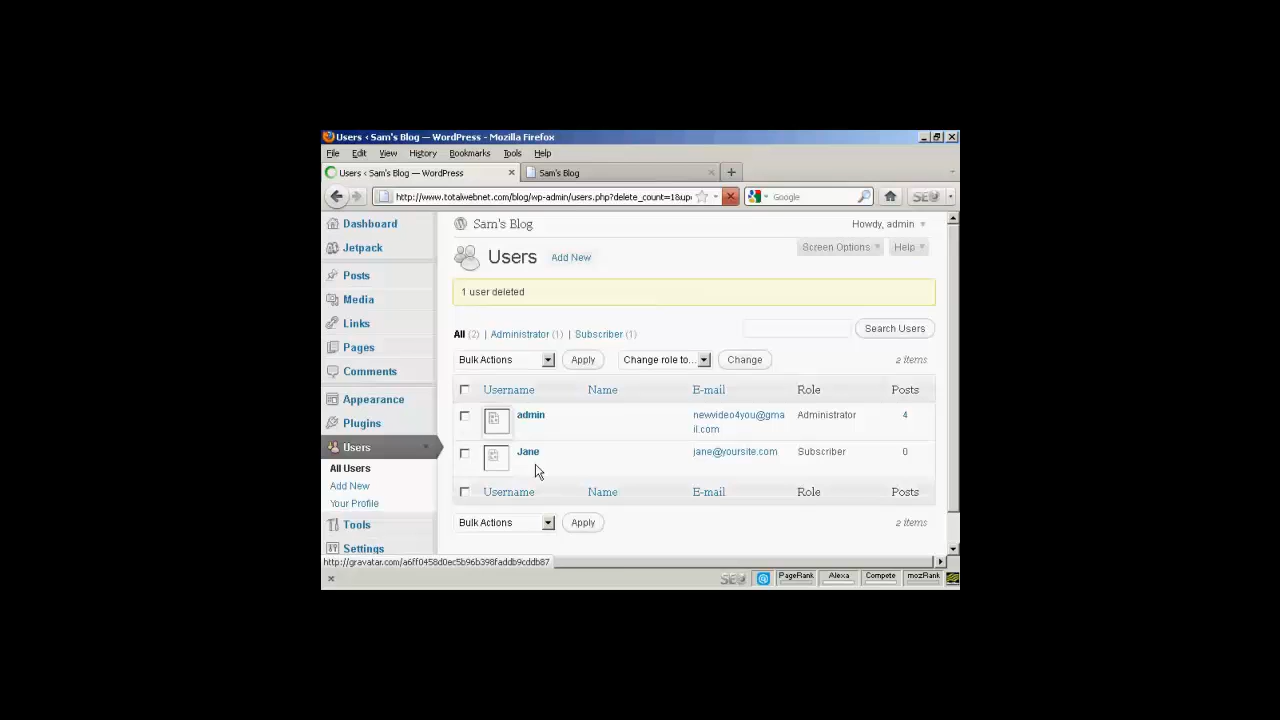 Users ‹ Sam's Blog — WordPress - Mozilla Firefox
File Edit View History Bookmarks Tools Help
Users ‹ Sam's Blog — WordPress
Sam's Blog
http://www.totalwebnet.com/blog/wp-admin/users.php?delete_count=1&up
Google
SEO
Dashboard
Jetpack
Posts
Media
Links
Pages
Comments
Appearance
Plugins
Users
All Users
Add New
Your Profile
Tools
Settings
Sam's Blog
Howdy, admin
Screen Options
Help
Users Add New
1 user deleted
All (2) | Administrator (1) | Subscriber (1)
Search Users
Bulk Actions Apply Change role to... Change 2 items
Username Name E-mail Role Posts
admin newvideo4you@gma Administrator 4
il.com
Jane jane@yoursite.com Subscriber 0
Username Name E-mail Role Posts
Bulk Actions Apply 2 items
http://gravatar.com/a6ff0458d0ec5b96b398faddb9cddb87
SEO PageRank Alexa Compete mozRank